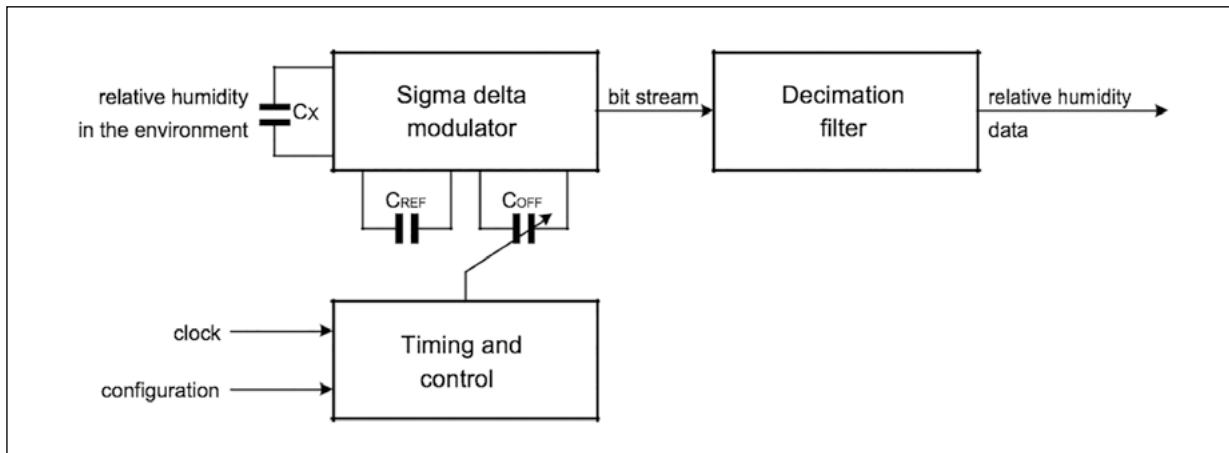 relative humidity
in the environment
Cx
Sigma delta
modulator
bit stream
Decimation
filter
relative humidity
data
CREF
COFF
clock
configuration
Timing and
control